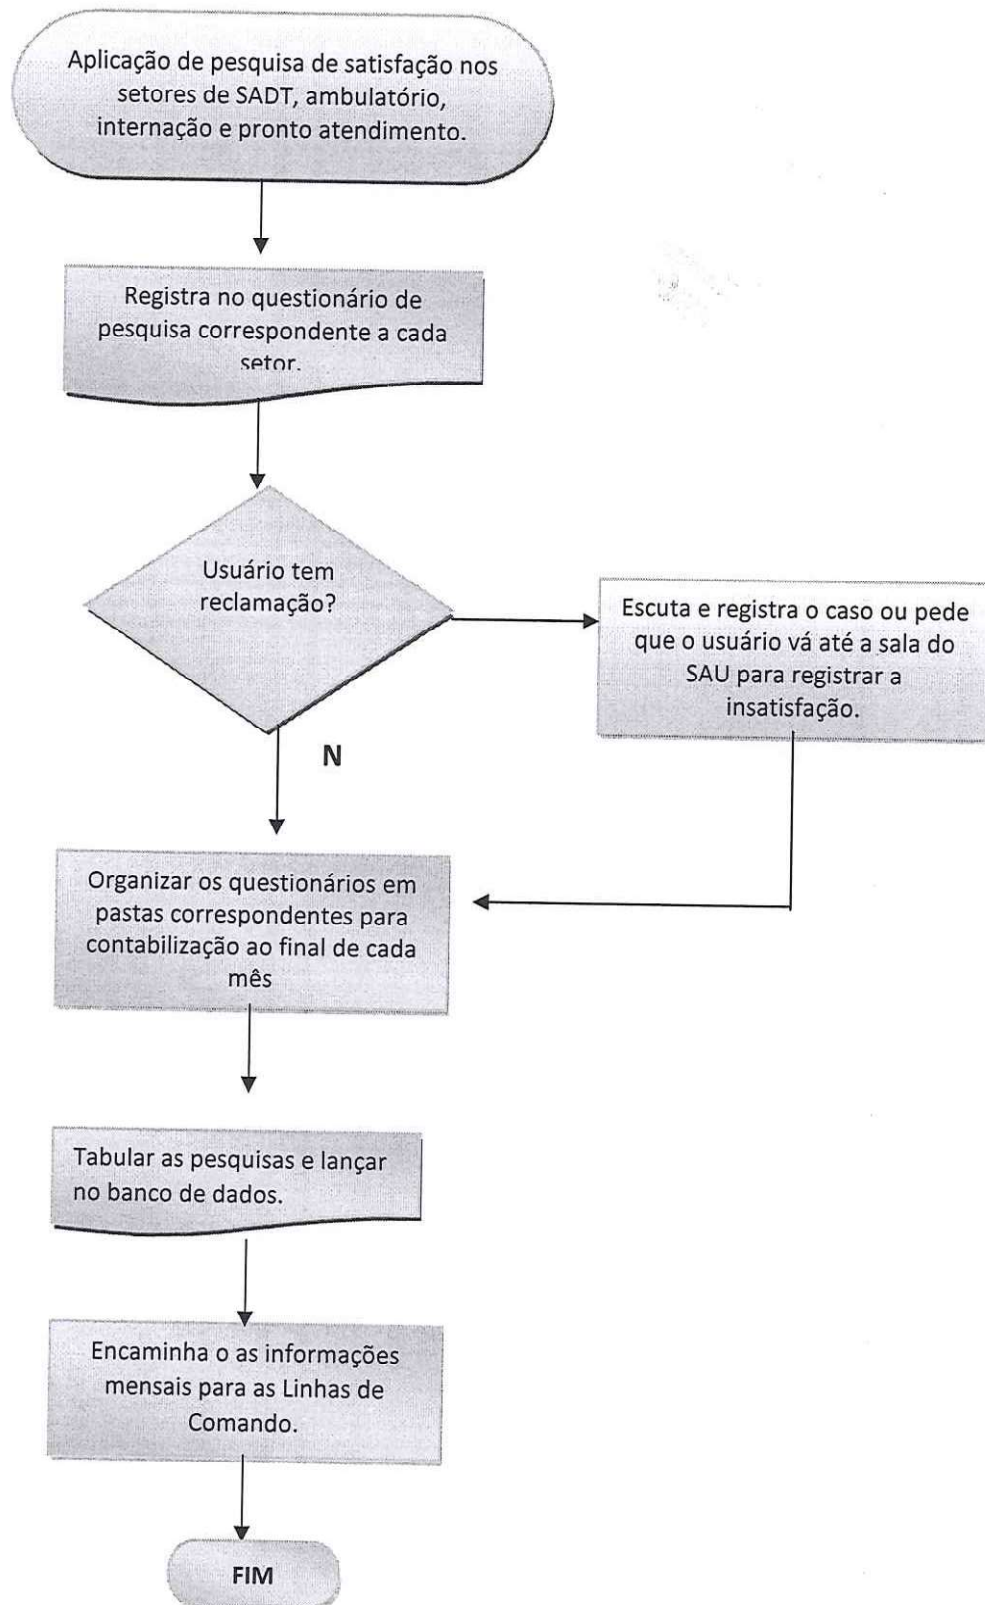 Aplicação de pesquisa de satisfação nos
setores de SADT, ambulatório,
internação e pronto atendimento.
Registra no questionário de
pesquisa correspondente a cada
setor.
Usuário tem
reclamação?
Escuta e registra o caso ou pede
que o usuário vá até a sala do
SAU para registrar a
insatisfação.
N
Organizar os questionários em
pastas correspondentes para
contabilização ao final de cada
mês
Tabular as pesquisas e lançar
no banco de dados.
Encaminha o as informações
mensais para as Linhas de
Comando.
FIM